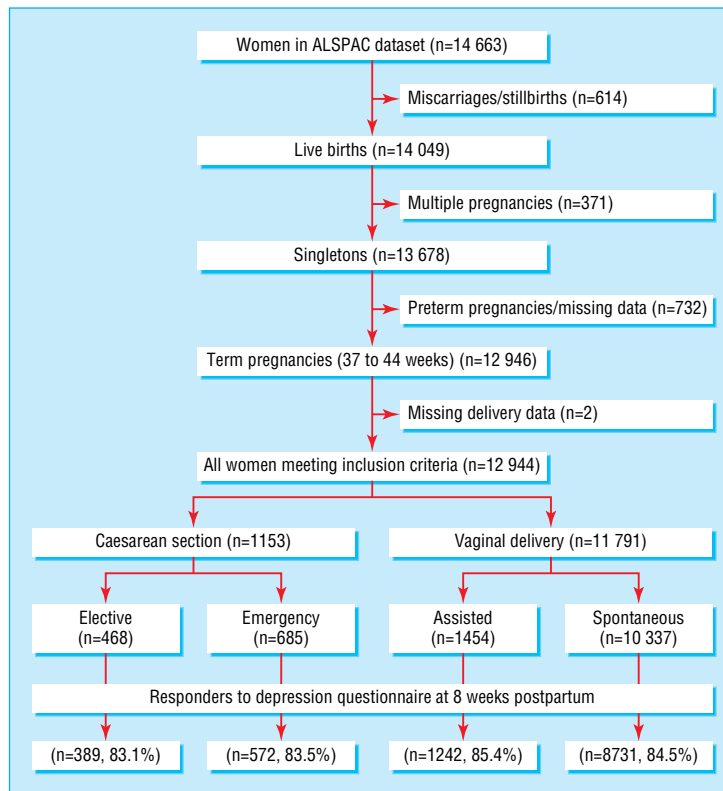 Women in ALSPAC dataset (n=14 663)
Miscarriages/stillbirths (n=614)
Live births (n=14 049)
Multiple pregnancies (n=371)
Singletons (n=13 678)
Preterm pregnancies/missing data (n=732)
Term pregnancies (37 to 44 weeks) (n=12 946)
Missing delivery data (n=2)
All women meeting inclusion criteria (n=12 944)
Caesarean section (n=1153)
Vaginal delivery (n=11 791)
Elective
(n=468)
Emergency
(n=685)
Assisted
(n=1454)
Spontaneous
(n=10 337)
Responders to depression questionnaire at 8 weeks postpartum
(n=389, 83.1%)
(n=572, 83.5%)
(n=1242, 85.4%)
(n=8731, 84.5%)